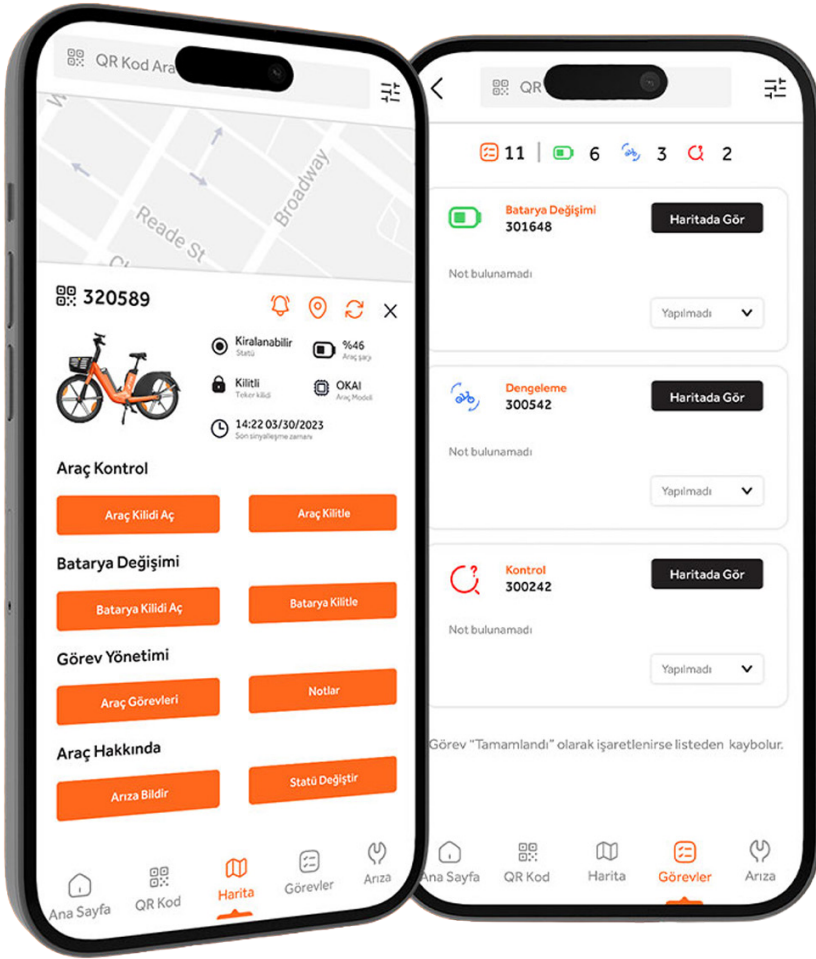 QR Kod Ara
Broadway
Reade St
320589
Kiralanabilir
Statü
%46
Araç şarjı
Kilitli
Teker kilidi
OKAI
Araç Modeli
14:22 03/30/2023
Son sinyalleşme zamanı
Araç Kontrol
Araç Kilidi Aç
Araç Kilitle
Batarya Değişimi
Batarya Kilidi Aç
Batarya Kilitle
Görev Yönetimi
Araç Görevleri
Notlar
Araç Hakkında
Arıza Bildir
Statü Değiştir
Ana Sayfa
QR Kod
Harita
Görevler
Arıza
QR
11
6
3
2
Batarya Değişimi
301648
Haritada Gör
Not bulunamadı
Yapılmadı
Dengeleme
300542
Haritada Gör
Not bulunamadı
Yapılmadı
Kontrol
300242
Haritada Gör
Not bulunamadı
Yapılmadı
Görev "Tamamlandı" olarak işaretlenirse listeden kaybolur.
Ana Sayfa
QR Kod
Harita
Görevler
Arıza